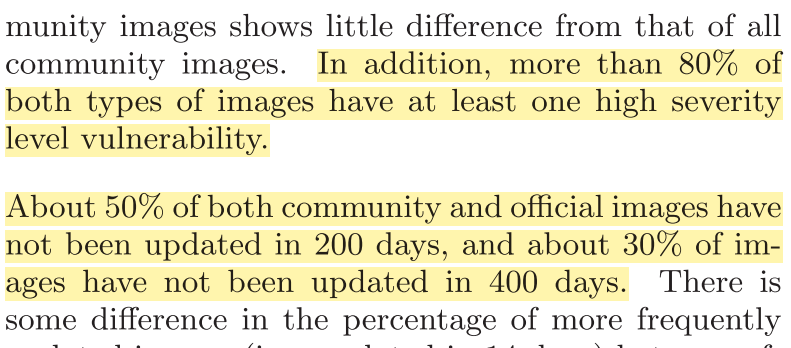 munity images shows little difference from that of all
community images. In addition, more than 80% of
both types of images have at least one high severity
level vulnerability.
About 50% of both community and official images have
not been updated in 200 days, and about 30% of im-
ages have not been updated in 400 days. There is
some difference in the percentage of more frequently